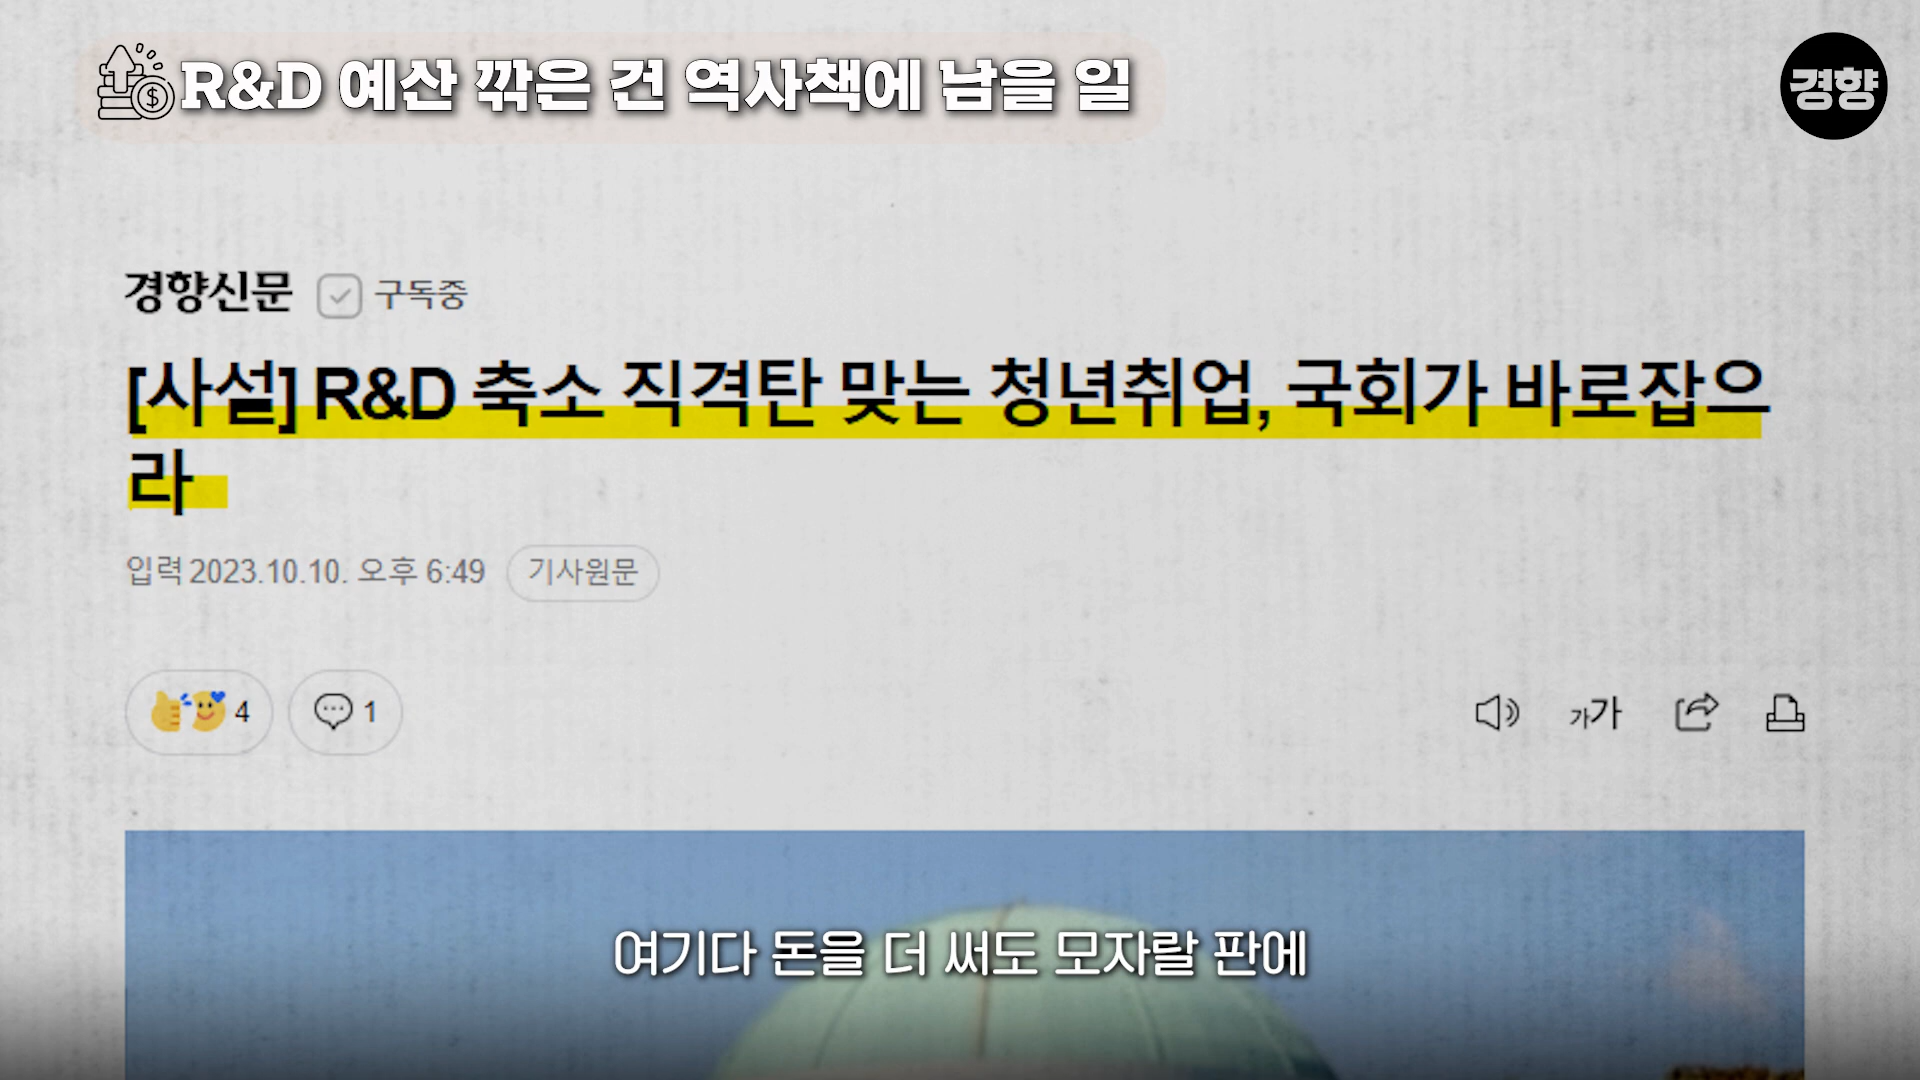 R&D 예산 깎은 건 역사책에 남을 일
경향
경향신문 구독중
[사설] R&D 축소 직격탄 맞는 청년취업, 국회가 바로잡으
라
입력 2023.10.10. 오후 6:49 기사원문
4 1 가가
여기다 돈을 더 써도 모자랄 판에